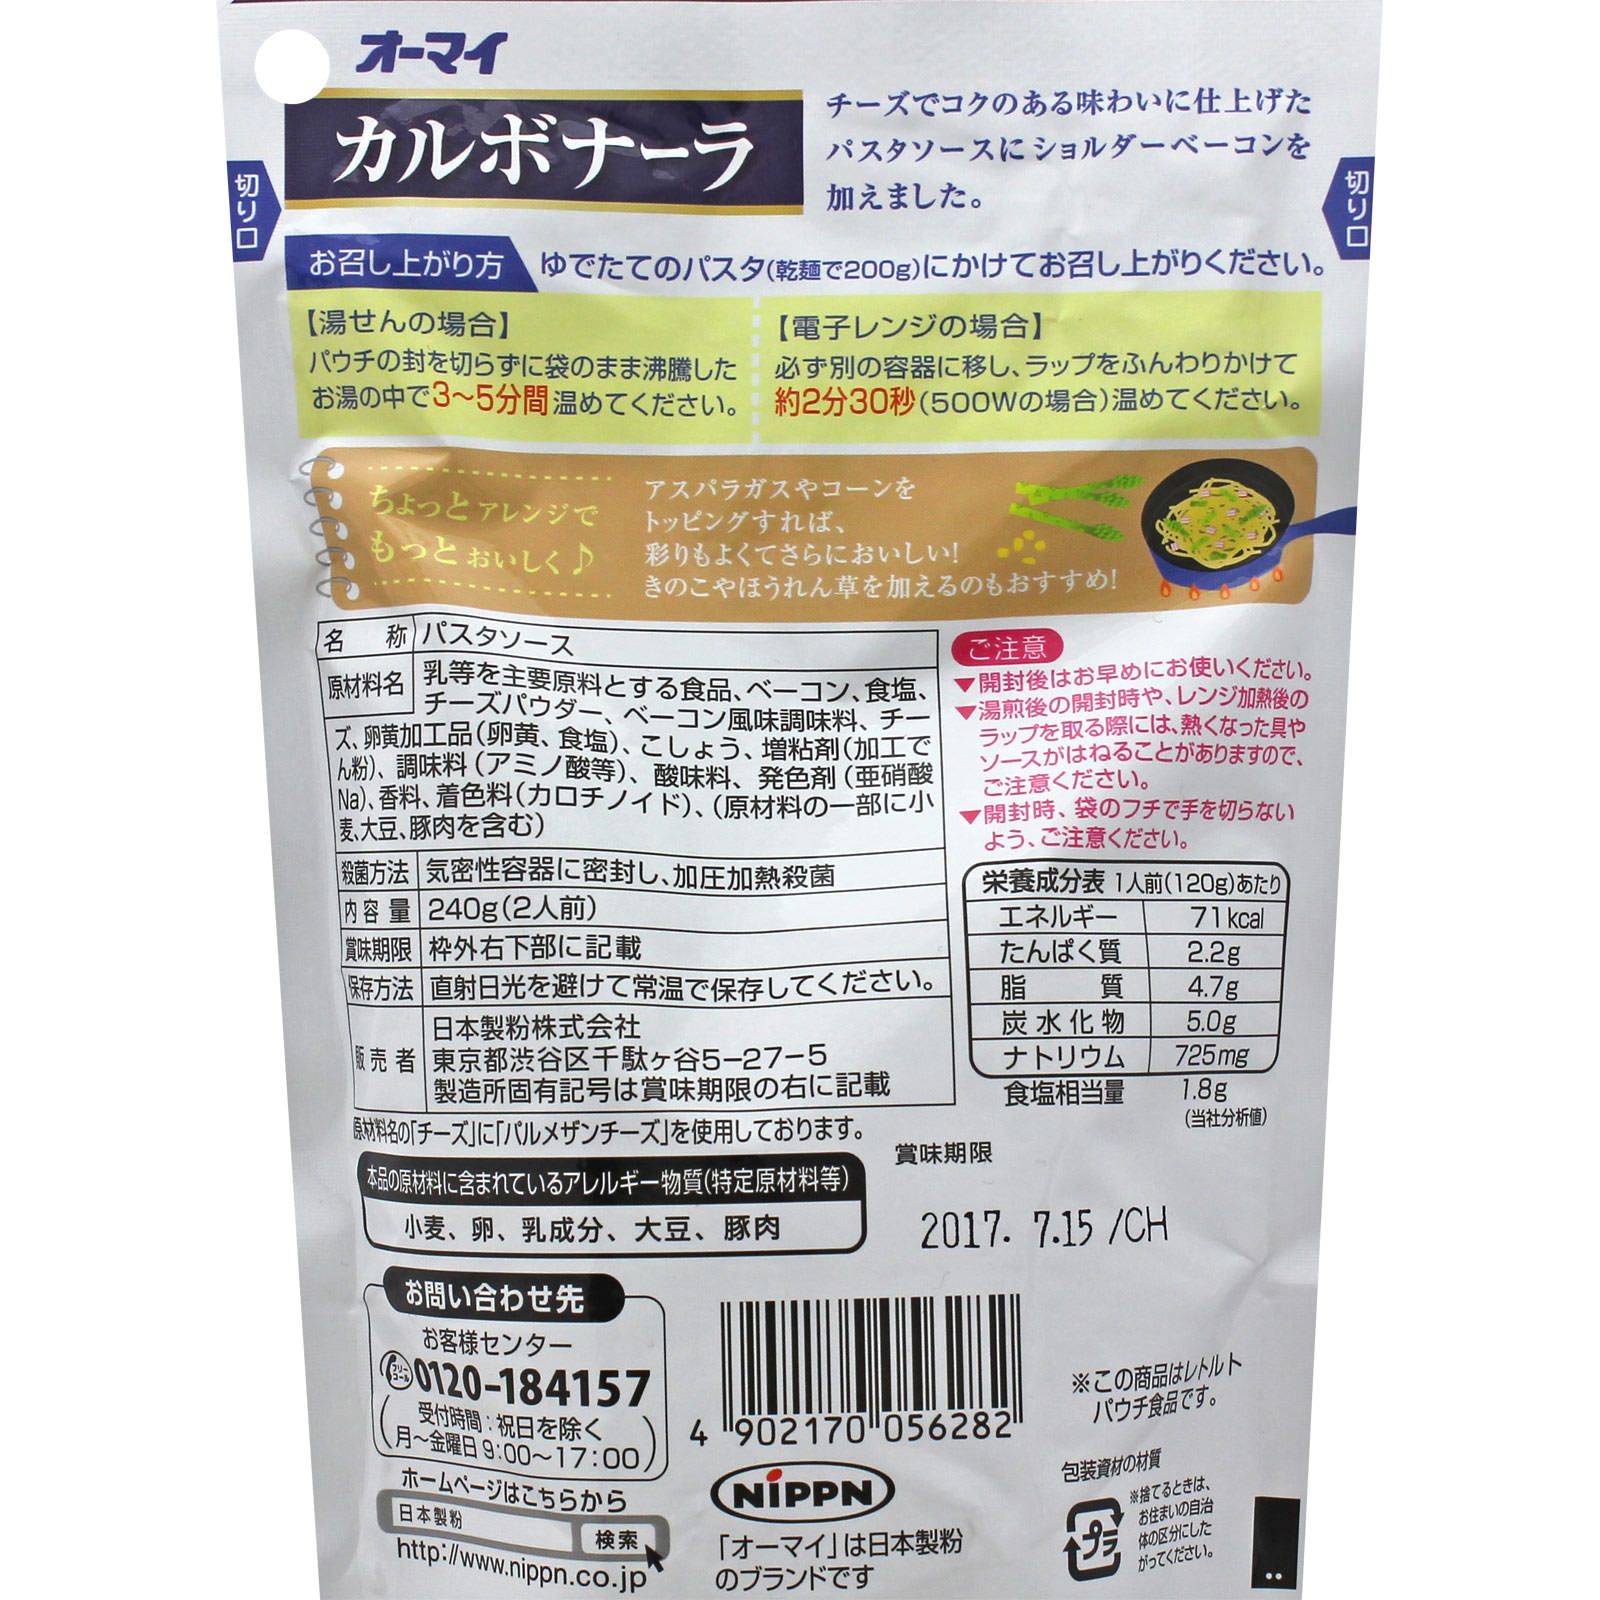 オーマイ
カルボナーラ
チーズでコクのある味わいに仕上げた
パスタソースにショルダーベーコンを
加えました。
切り口
切り口
お召し上がり方
ゆでたてのパスタ(乾麺で200g)にかけてお召し上がりください。
【湯せんの場合】
パウチの封を切らずに袋のまま沸騰した
お湯の中で3〜5分間温めてください。
【電子レンジの場合】
必ず別の容器に移し、ラップをふんわりかけて
約2分30秒(500Wの場合)温めてください。
ちょっとアレンジで
もっとおいしく♪
アスパラガスやコーンを
トッピングすれば、
彩りもよくてさらにおいしい!
きのこやほうれん草を加えるのもおすすめ!
名称 パスタソース
原材料名 乳等を主要原料とする食品、ベーコン、食塩、
チーズパウダー、ベーコン風味調味料、チー
ズ、卵黄加工品(卵黄、食塩)、こしょう、増粘剤(加工で
ん粉)、調味料(アミノ酸等)、酸味料、発色剤(亜硝酸
Na)、香料、着色料(カロチノイド)、(原材料の一部に小
麦、大豆、豚肉を含む)
殺菌方法 気密性容器に密封し、加圧加熱殺菌
内容量 240g(2人前)
賞味期限 枠外右下部に記載
保存方法 直射日光を避けて常温で保存してください。
販売者 日本製粉株式会社
東京都渋谷区千駄ヶ谷5-27-5
製造所固有記号は賞味期限の右に記載
原材料名の「チーズ」に「パルメザンチーズ」を使用しております。
本品の原材料に含まれているアレルギー物質(特定原材料等)
小麦、卵、乳成分、大豆、豚肉
ご注意
▼開封後はお早めにお使いください。
▼湯煎後の開封時や、レンジ加熱後の
ラップを取る際には、熱くなった具や
ソースがはねることがありますので、
ご注意ください。
▼開封時、袋のフチで手を切らない
よう、ご注意ください。
栄養成分表 1人前(120g)あたり
エネルギー 71kcal
たんぱく質 2.2g
脂質 4.7g
炭水化物 5.0g
ナトリウム 725mg
食塩相当量 1.8g
(当社分析値)
賞味期限
2017. 7.15 /CH
お問い合わせ先
お客様センター
フリーコール 0120-184157
(受付時間:祝日を除く
月〜金曜日9:00〜17:00)
ホームページはこちらから
日本製粉 検索
http://www.nippn.co.jp
4 902170 056282
NIPPN
「オーマイ」は日本製粉
のブランドです
※この商品はレトルト
パウチ食品です。
包装資材の材質
プラ
※捨てるときは、
お住まいの自治
体の区分にした
がってください。